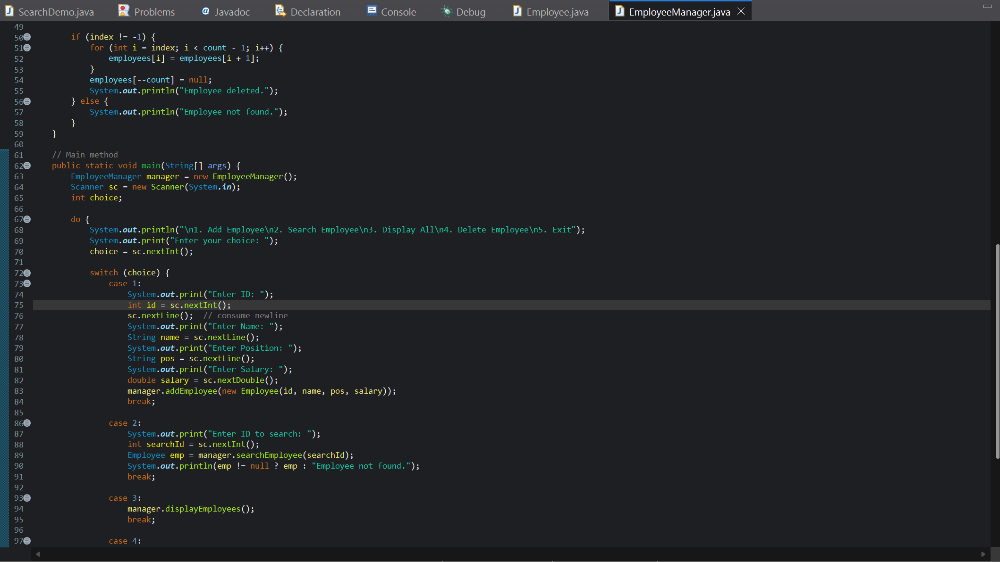 SearchDemo.java Problems @ Javadoc Declaration Console Debug Employee.java EmployeeManager.java
49
50 if (index != -1) {
51 for (int i = index; i < count - 1; i++) {
52 employees[i] = employees[i + 1];
53 }
54 employees[--count] = null;
55 System.out.println("Employee deleted.");
56 } else {
57 System.out.println("Employee not found.");
58 }
59 }
60
61 // Main method
62 public static void main(String[] args) {
63 EmployeeManager manager = new EmployeeManager();
64 Scanner sc = new Scanner(System.in);
65 int choice;
66
67 do {
68 System.out.println("\n1. Add Employee\n2. Search Employee\n3. Display All\n4. Delete Employee\n5. Exit");
69 System.out.print("Enter your choice: ");
70 choice = sc.nextInt();
71
72 switch (choice) {
73 case 1:
74 System.out.print("Enter ID: ");
75 int id = sc.nextInt();
76 sc.nextLine();  // consume newline
77 System.out.print("Enter Name: ");
78 String name = sc.nextLine();
79 System.out.print("Enter Position: ");
80 String pos = sc.nextLine();
81 System.out.print("Enter Salary: ");
82 double salary = sc.nextDouble();
83 manager.addEmployee(new Employee(id, name, pos, salary));
84 break;
85
86 case 2:
87 System.out.print("Enter ID to search: ");
88 int searchId = sc.nextInt();
89 Employee emp = manager.searchEmployee(searchId);
90 System.out.println(emp != null ? emp : "Employee not found.");
91 break;
92
93 case 3:
94 manager.displayEmployees();
95 break;
96
97 case 4: